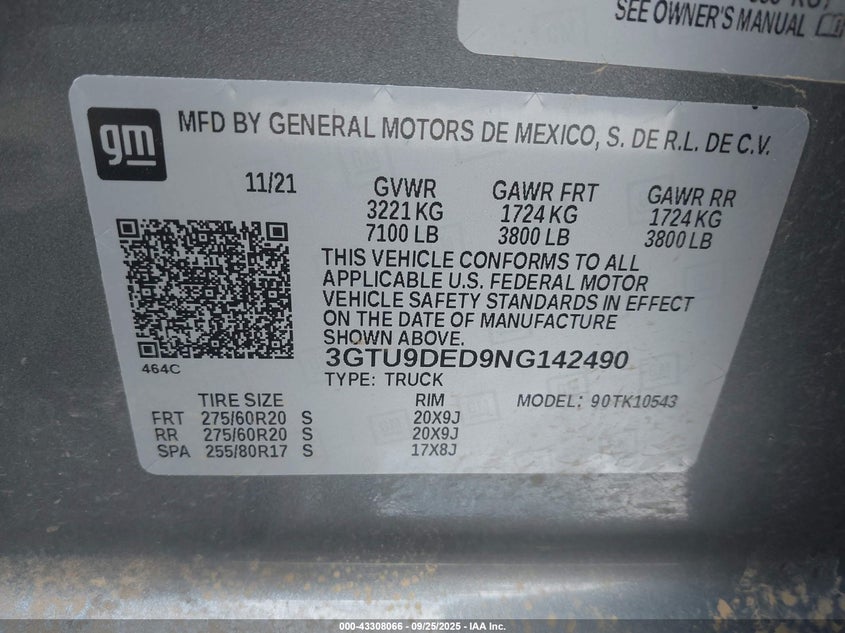 SEE OWNER'S MANUAL
gm
MFD BY GENERAL MOTORS DE MEXICO, S. DE R.L. DE C.V.
11/21 GVWR GAWR FRT GAWR RR
3221 KG 1724 KG 1724 KG
7100 LB 3800 LB 3800 LB
THIS VEHICLE CONFORMS TO ALL
APPLICABLE U.S. FEDERAL MOTOR
VEHICLE SAFETY STANDARDS IN EFFECT
ON THE DATE OF MANUFACTURE
SHOWN ABOVE.
464C
3GTU9DED9NG142490
TYPE: TRUCK
TIRE SIZE RIM MODEL: 90TK10543
FRT 275/60R20 S 20X9J
RR 275/60R20 S 20X9J
SPA 255/80R17 S 17X8J
000-43308066 - 09/25/2025 - IAA Inc.